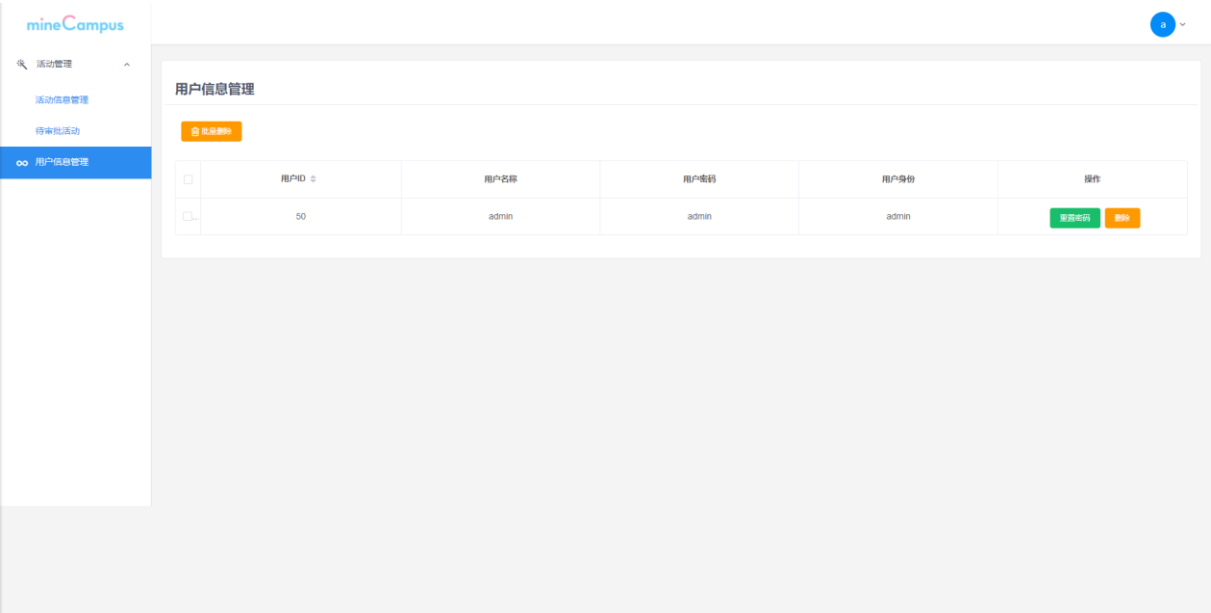 mineCampus
a
活动管理
活动信息管理
待审批活动
用户信息管理
用户信息管理
批量删除
用户ID 用户名称 用户密码 用户身份 操作
50 admin admin admin 重置密码 删除